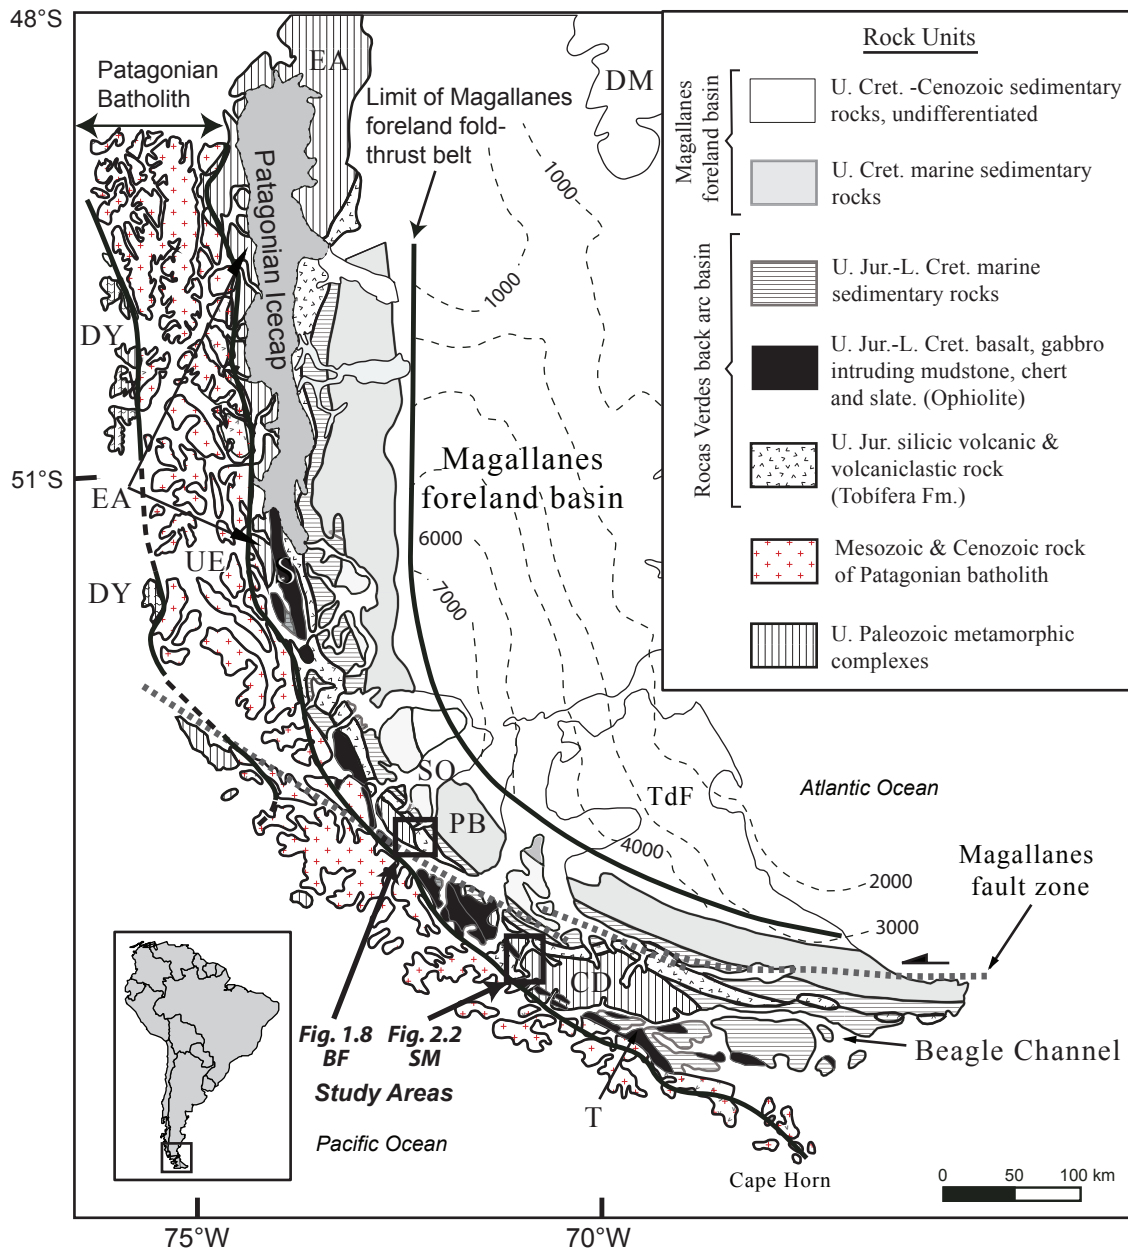 48°S
Patagonian
Batholith
EA
Limit of Magallanes
foreland fold-
thrust belt
DM
1000
1000
Patagonian Icecap
DY
Magallanes
foreland basin
51°S
EA
6000
UE
S
DY
7000
SO
PB
TdF
Atlantic Ocean
4000
2000
3000
Magallanes
fault zone
CD
Fig. 1.8
BF
Fig. 2.2
SM
Study Areas
Beagle Channel
T
Pacific Ocean
Cape Horn
0 50 100 km
75°W
70°W
Rock Units
Magallanes
foreland basin
U. Cret. -Cenozoic sedimentary
rocks, undifferentiated
U. Cret. marine sedimentary
rocks
Rocas Verdes back arc basin
U. Jur.-L. Cret. marine
sedimentary rocks
U. Jur.-L. Cret. basalt, gabbro
intruding mudstone, chert
and slate. (Ophiolite)
U. Jur. silicic volcanic &
volcaniclastic rock
(Tobífera Fm.)
Mesozoic & Cenozoic rock
of Patagonian batholith
U. Paleozoic metamorphic
complexes